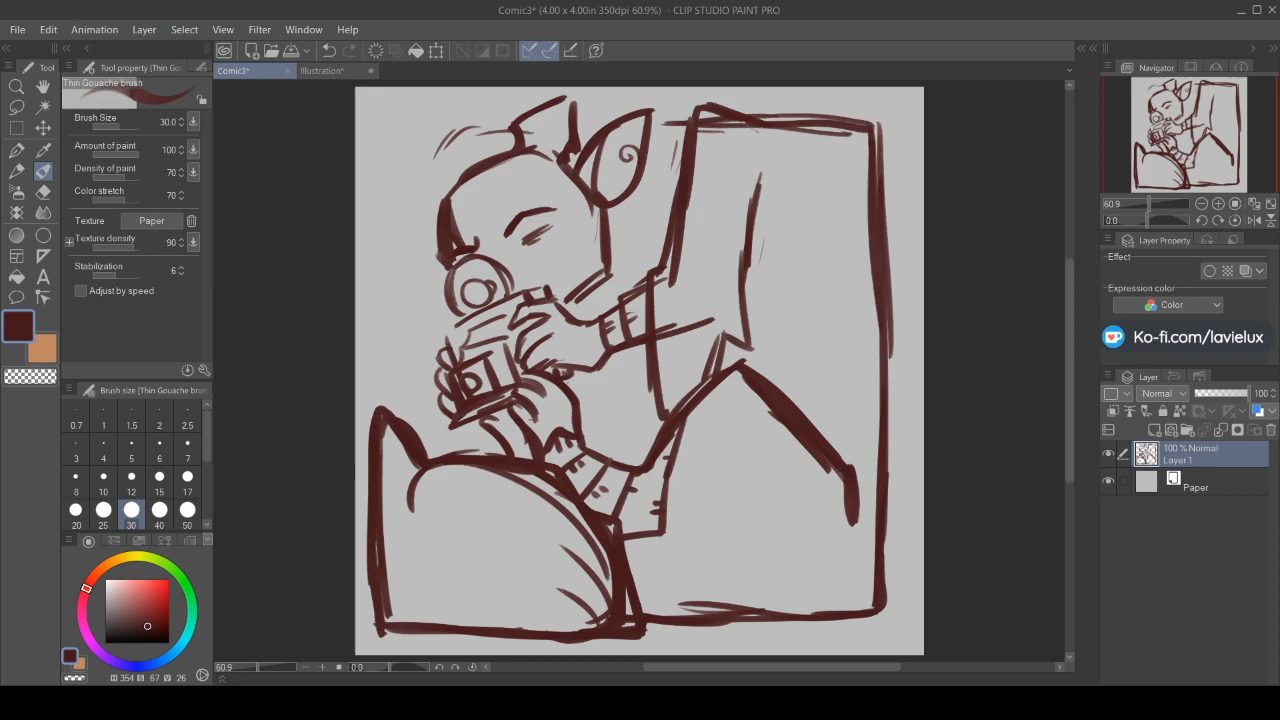 Comic3* (4.00 x 4.00in 350dpi 60.9%) - CLIP STUDIO PAINT PRO
File Edit Animation Layer Select View Filter Window Help
Tool
Tool property [Thin Gou
Comic3*
Illustration*
Navigator
Thin Gouache brush
Brush Size 30.0
Amount of paint 100
Density of paint 70
Color stretch 70
Texture Paper
Texture density 90
Stabilization 6
Adjust by speed
60.9
0.0
Layer Property
Effect
Expression color
Color
Ko-fi.com/lavielux
Layer
Normal 100
100 % Normal
Layer 1
Paper
Brush size [Thin Gouache brus
0.7 1 1.5 2 2.5
3 4 5 6 7
8 10 12 15 17
20 25 30 40 50
H 354 S 67 V 26
60.9
0.0